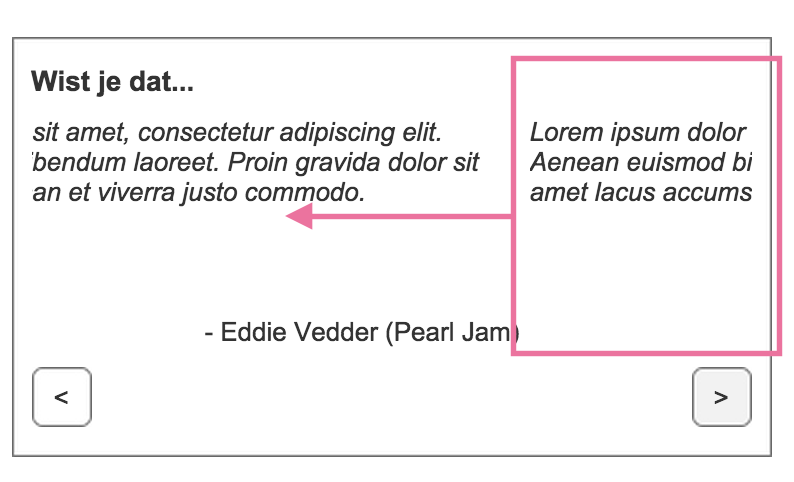 Wist je dat...
sit amet, consectetur adipiscing elit.
bendum laoreet. Proin gravida dolor sit
an et viverra justo commodo.
Lorem ipsum dolor
Aenean euismod bi
amet lacus accums
- Eddie Vedder (Pearl Jam)
<
>